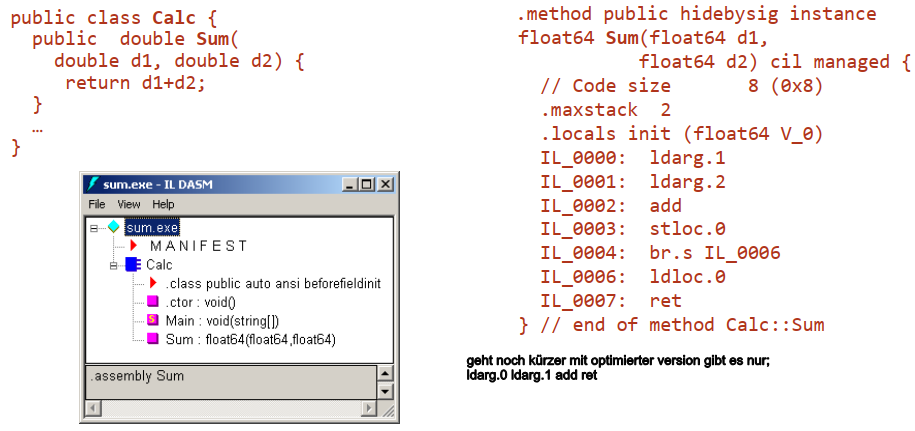 public class Calc {
public double Sum(
double d1, double d2) {
return d1+d2;
}
…
}
sum.exe - IL DASM
File View Help
sum.exe
M A N I F E S T
Calc
.class public auto ansi beforefieldinit
.ctor : void()
Main : void(string[])
Sum : float64(float64,float64)
.assembly Sum
.method public hidebysig instance
float64 Sum(float64 d1,
float64 d2) cil managed {
// Code size 8 (0x8)
.maxstack 2
.locals init (float64 V_0)
IL_0000: ldarg.1
IL_0001: ldarg.2
IL_0002: add
IL_0003: stloc.0
IL_0004: br.s IL_0006
IL_0006: ldloc.0
IL_0007: ret
} // end of method Calc::Sum
geht noch kürzer mit optimierter version gibt es nur;
ldarg.0 ldarg.1 add ret